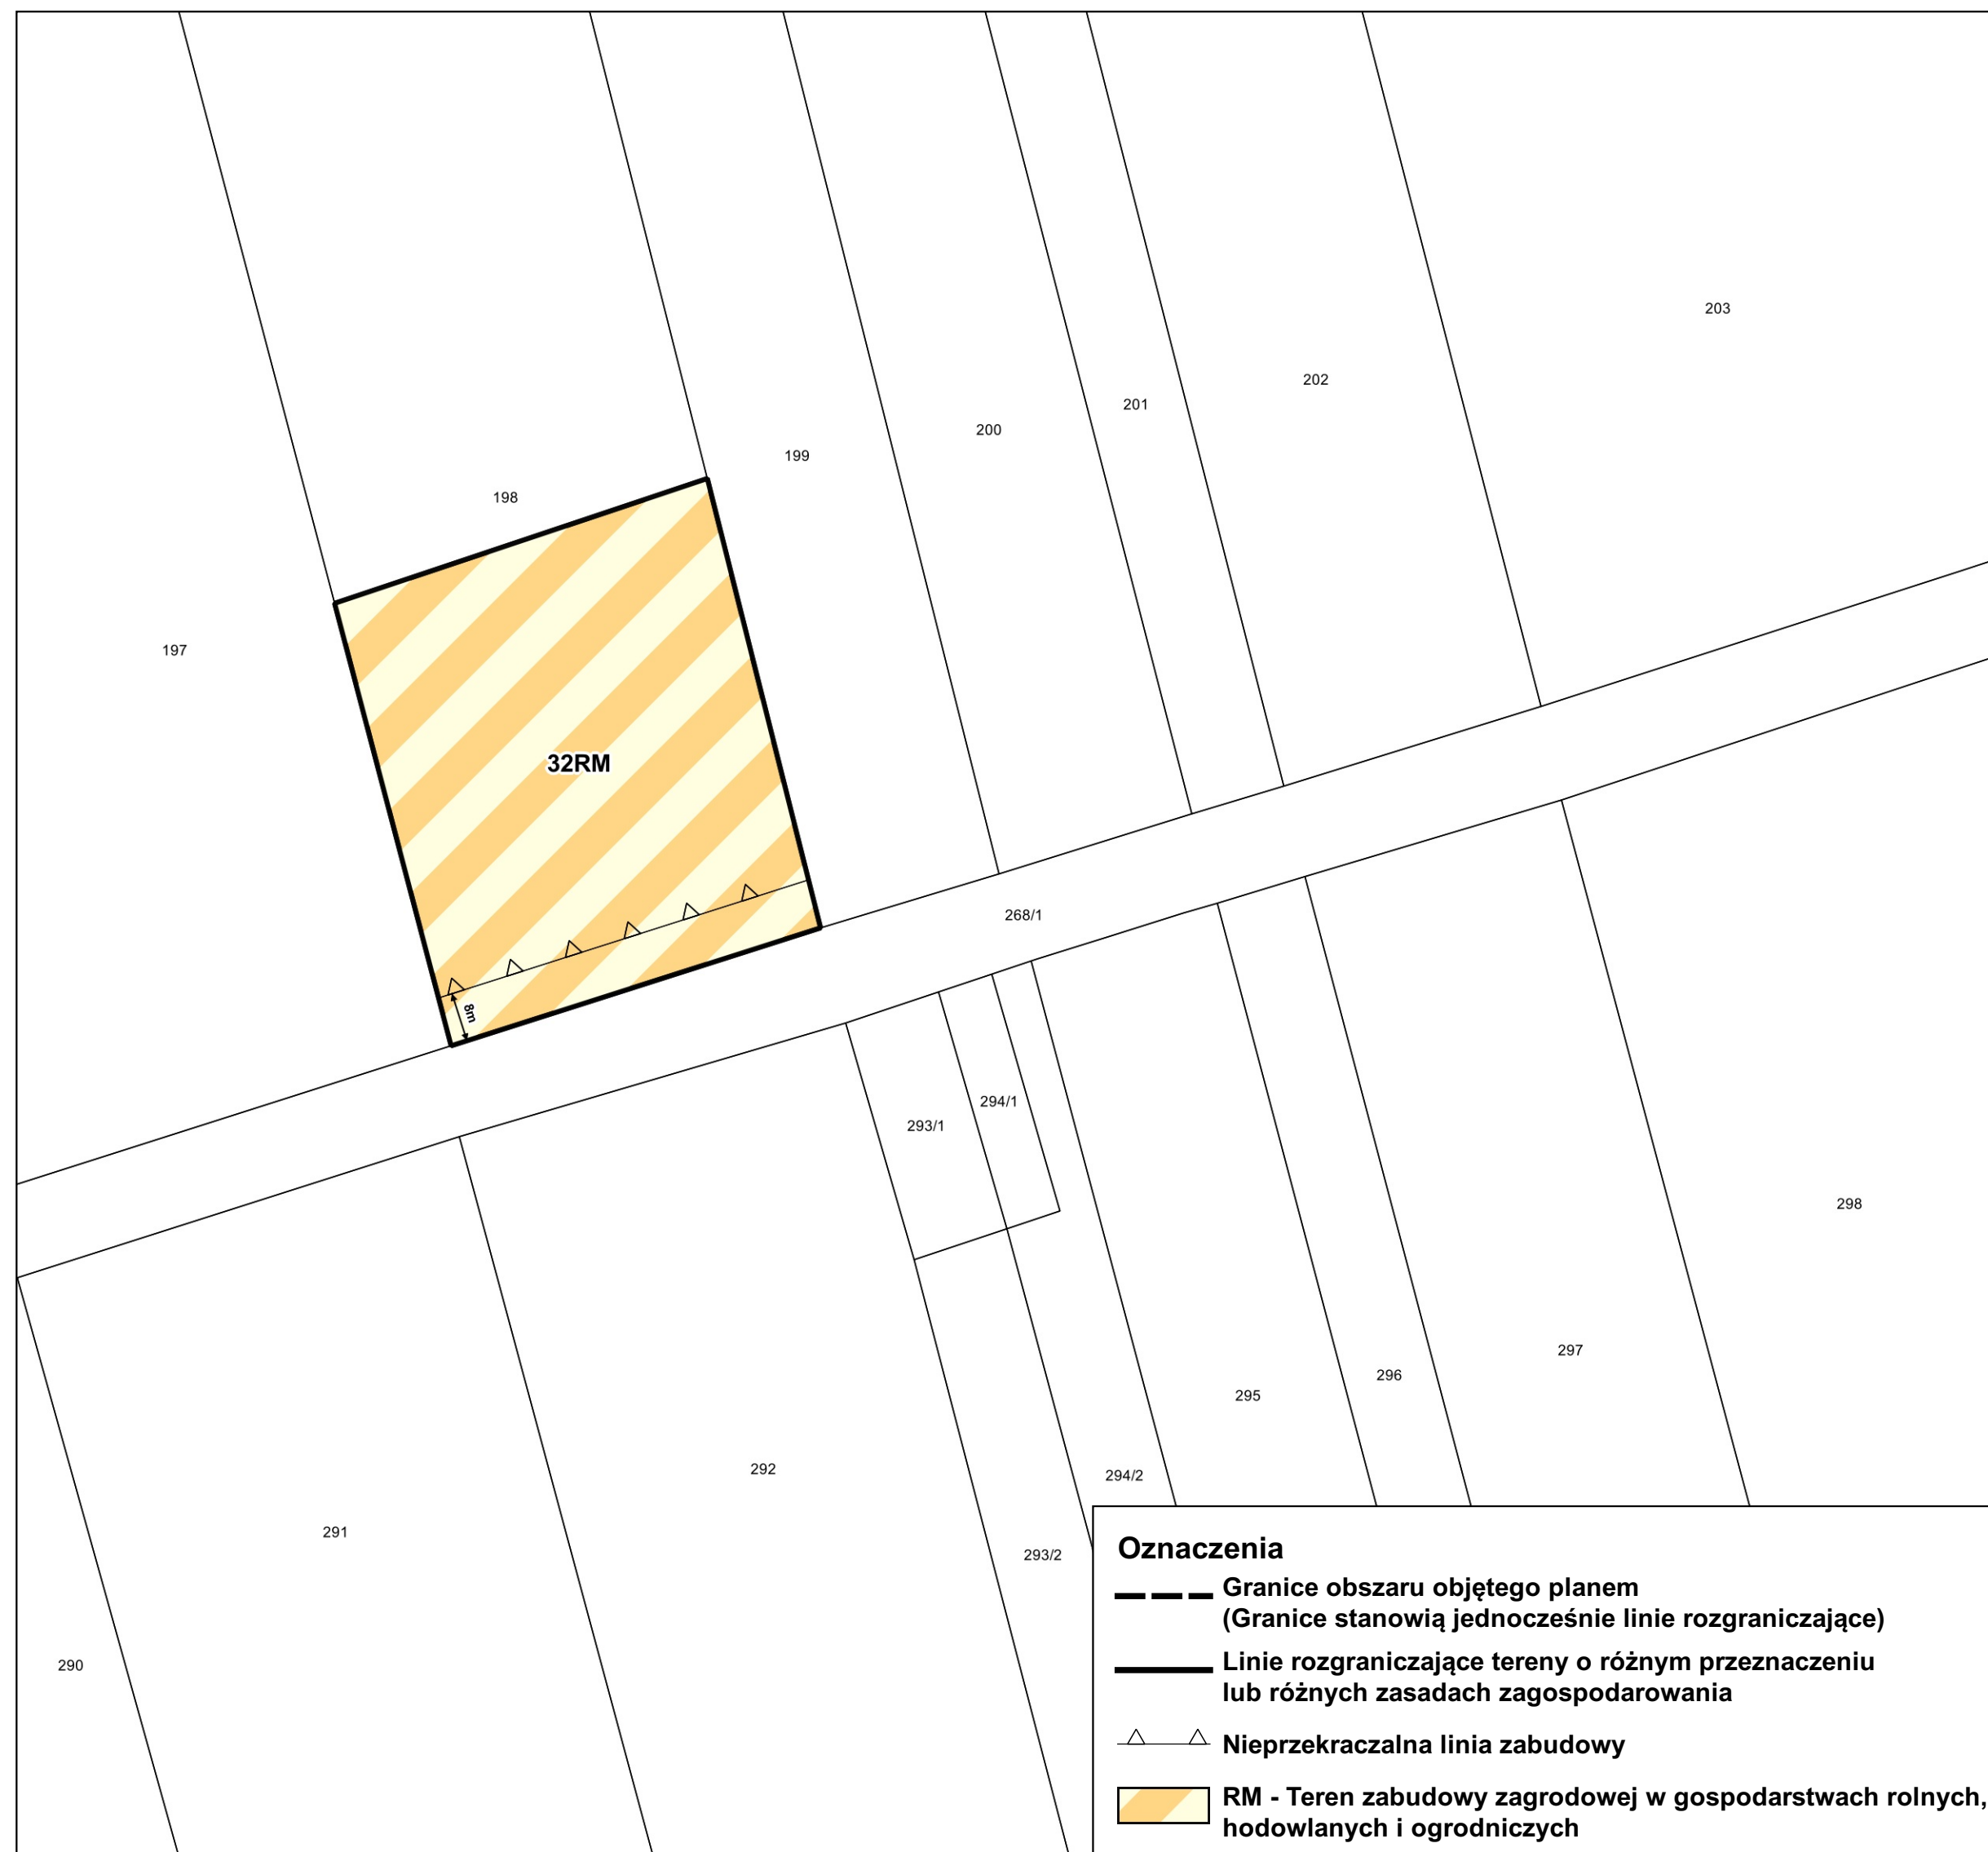 203
202
201
200
199
198
197
32RM
268/1
8m
294/1
293/1
298
297
296
295
292
294/2
291
293/2
290
Oznaczenia
Granice obszaru objętego planem
(Granice stanowią jednocześnie linie rozgraniczające)
Linie rozgraniczające tereny o różnym przeznaczeniu
lub różnych zasadach zagospodarowania
Nieprzekraczalna linia zabudowy
RM - Teren zabudowy zagrodowej w gospodarstwach rolnych,
hodowlanych i ogrodniczych